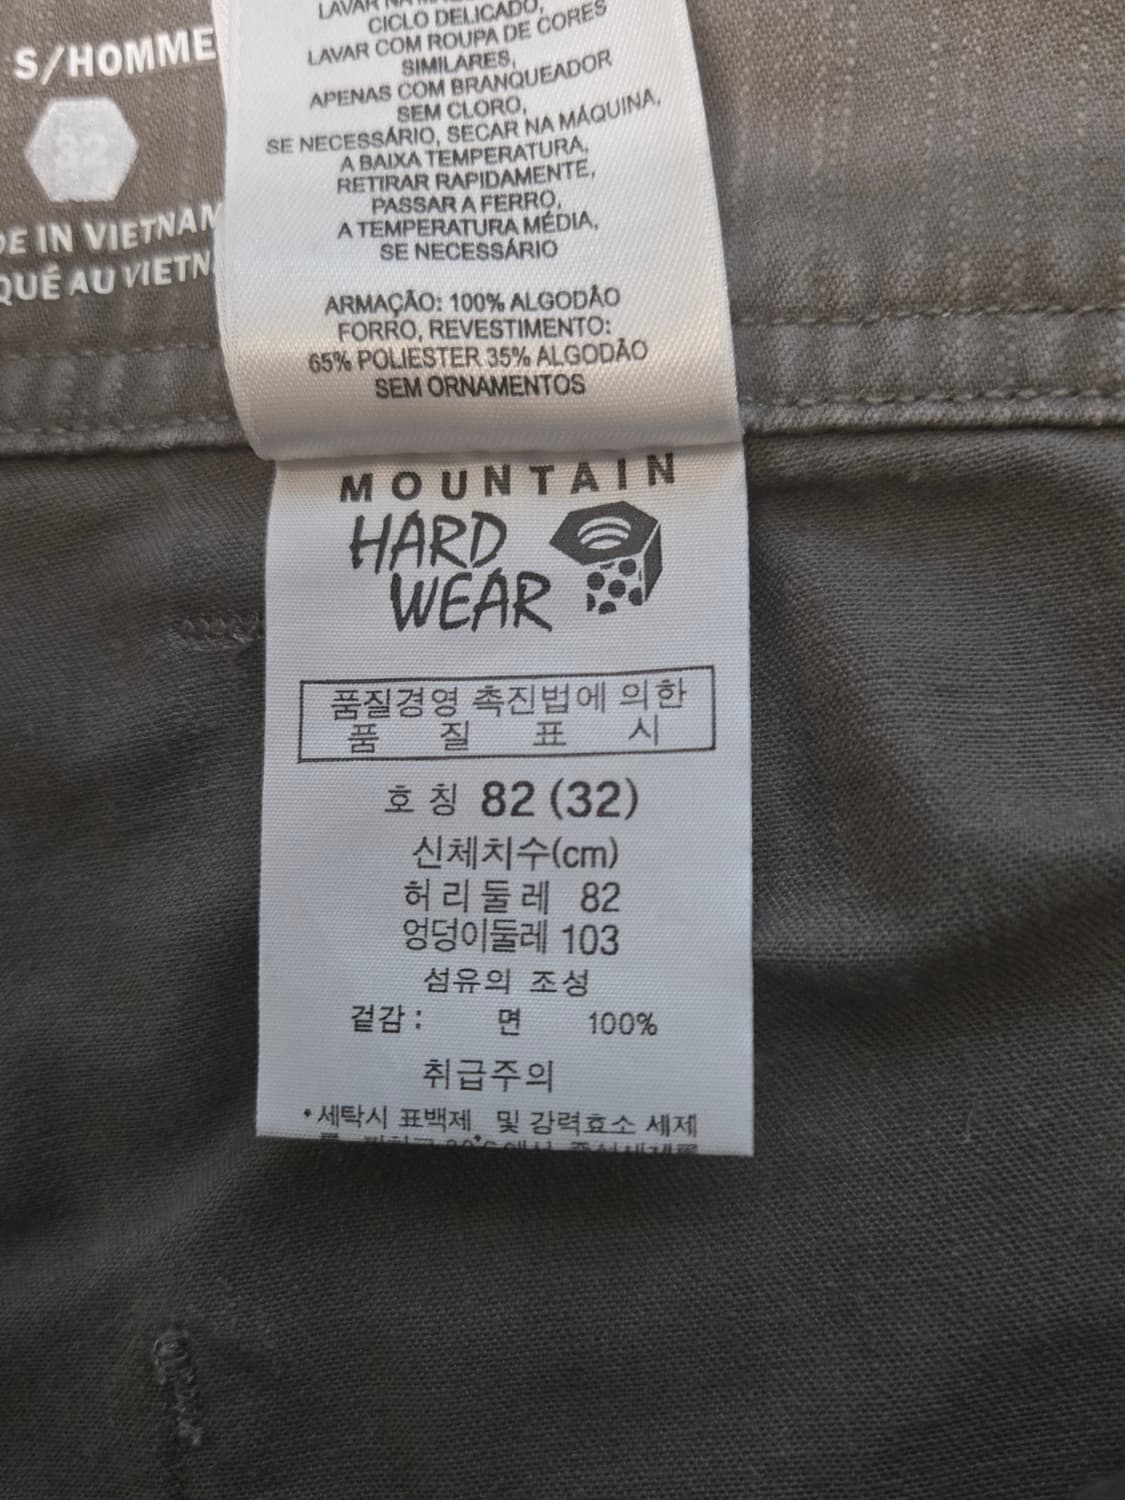 S/HOMME
32
DE IN VIETNAM
QUÉ AU VIETN
CICLO DELICADO,
LAVAR COM ROUPA DE CORES
SIMILARES,
APENAS COM BRANQUEADOR
SEM CLORO,
SE NECESSÁRIO, SECAR NA MÁQUINA,
A BAIXA TEMPERATURA,
RETIRAR RAPIDAMENTE,
PASSAR A FERRO,
A TEMPERATURA MÉDIA,
SE NECESSÁRIO
ARMAÇÃO: 100% ALGODÃO
FORRO, REVESTIMENTO:
65% POLIESTER 35% ALGODÃO
SEM ORNAMENTOS
MOUNTAIN
HARD
WEAR
품질경영 촉진법에 의한
품 질 표 시
호 칭 82 (32)
신체치수(cm)
허 리 둘 레 82
엉덩이둘레 103
섬유의 조성
겉감 : 면 100%
취급주의
• 세탁시 표백제 및 강력효소 세제